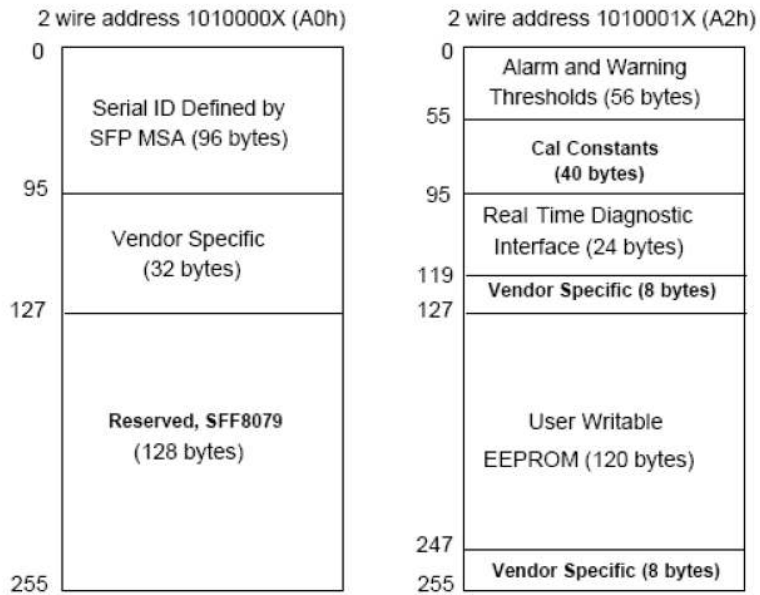 2 wire address 1010000X (A0h)
0
Serial ID Defined by
SFP MSA (96 bytes)
95
Vendor Specific
(32 bytes)
127
Reserved, SFF8079
(128 bytes)
255
2 wire address 1010001X (A2h)
0
Alarm and Warning
Thresholds (56 bytes)
55
Cal Constants
(40 bytes)
95
Real Time Diagnostic
Interface (24 bytes)
119
Vendor Specific (8 bytes)
127
User Writable
EEPROM (120 bytes)
247
Vendor Specific (8 bytes)
255